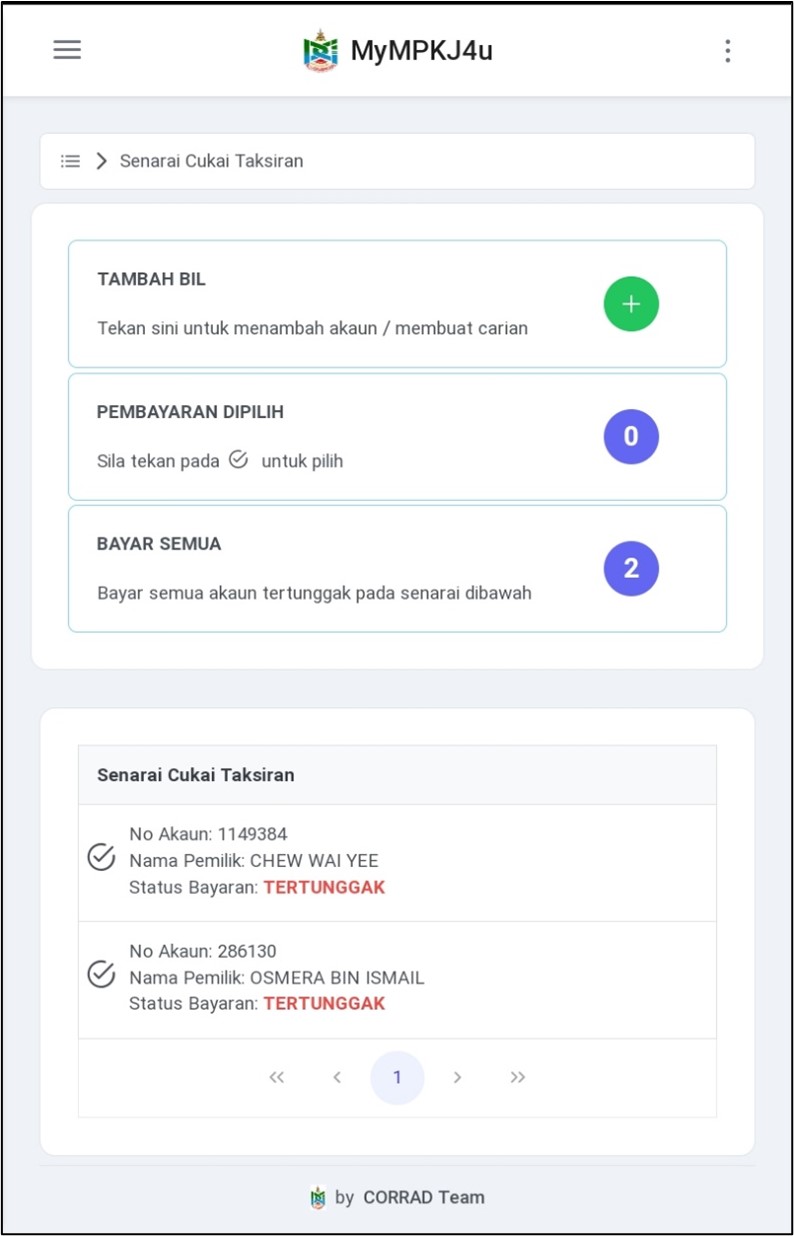 MyMPKJ4u
Senarai Cukai Taksiran
TAMBAH BIL
Tekan sini untuk menambah akaun / membuat carian
PEMBAYARAN DIPILIH
0
Sila tekan pada untuk pilih
BAYAR SEMUA
2
Bayar semua akaun tertunggak pada senarai dibawah
Senarai Cukai Taksiran
No Akaun: 1149384
Nama Pemilik: CHEW WAI YEE
Status Bayaran: TERTUNGGAK
No Akaun: 286130
Nama Pemilik: OSMERA BIN ISMAIL
Status Bayaran: TERTUNGGAK
1
by CORRAD Team